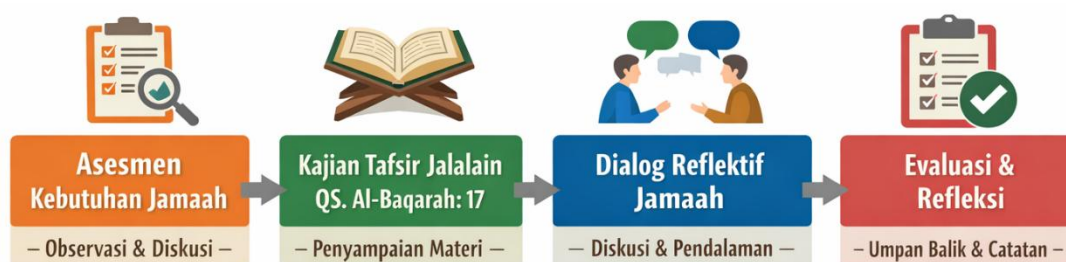 Asesmen
Kebutuhan Jamaah
– Observasi & Diskusi –
Kajian Tafsir Jalalain
QS. Al-Baqarah: 17
– Penyampaian Materi –
Dialog Reflektif
Jamaah
– Diskusi & Pendalaman –
Evaluasi &
Refleksi
– Umpan Balik & Catatan –